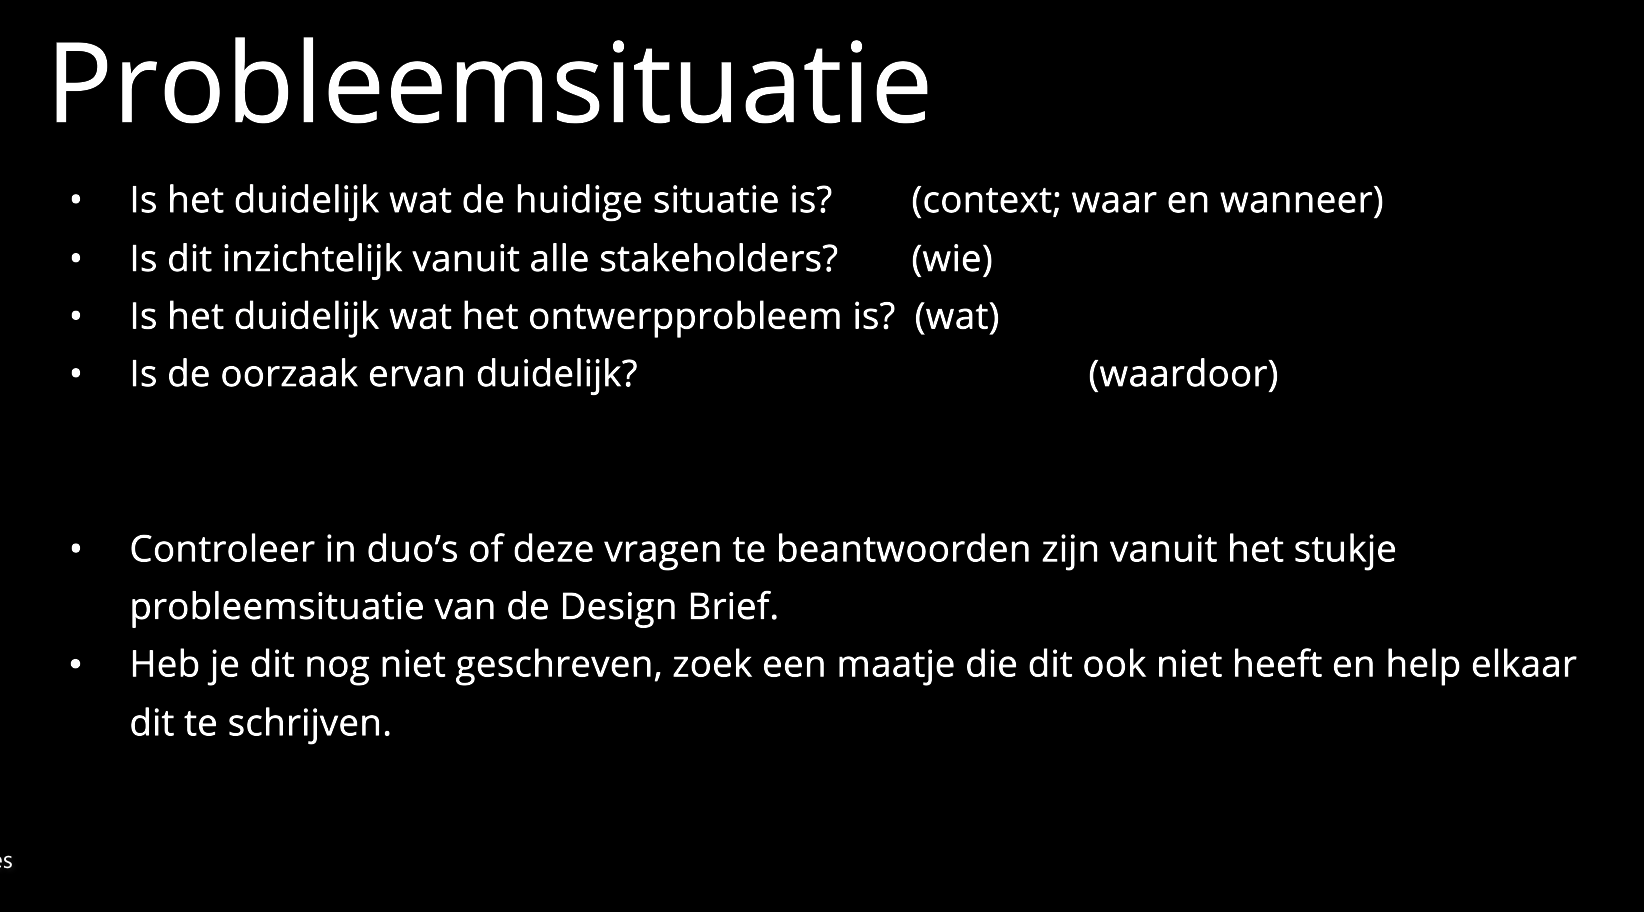 Probleemsituatie
• Is het duidelijk wat de huidige situatie is? (context; waar en wanneer)
• Is dit inzichtelijk vanuit alle stakeholders? (wie)
• Is het duidelijk wat het ontwerpprobleem is? (wat)
• Is de oorzaak ervan duidelijk? (waardoor)
• Controleer in duo’s of deze vragen te beantwoorden zijn vanuit het stukje
probleemsituatie van de Design Brief.
• Heb je dit nog niet geschreven, zoek een maatje die dit ook niet heeft en help elkaar
dit te schrijven.